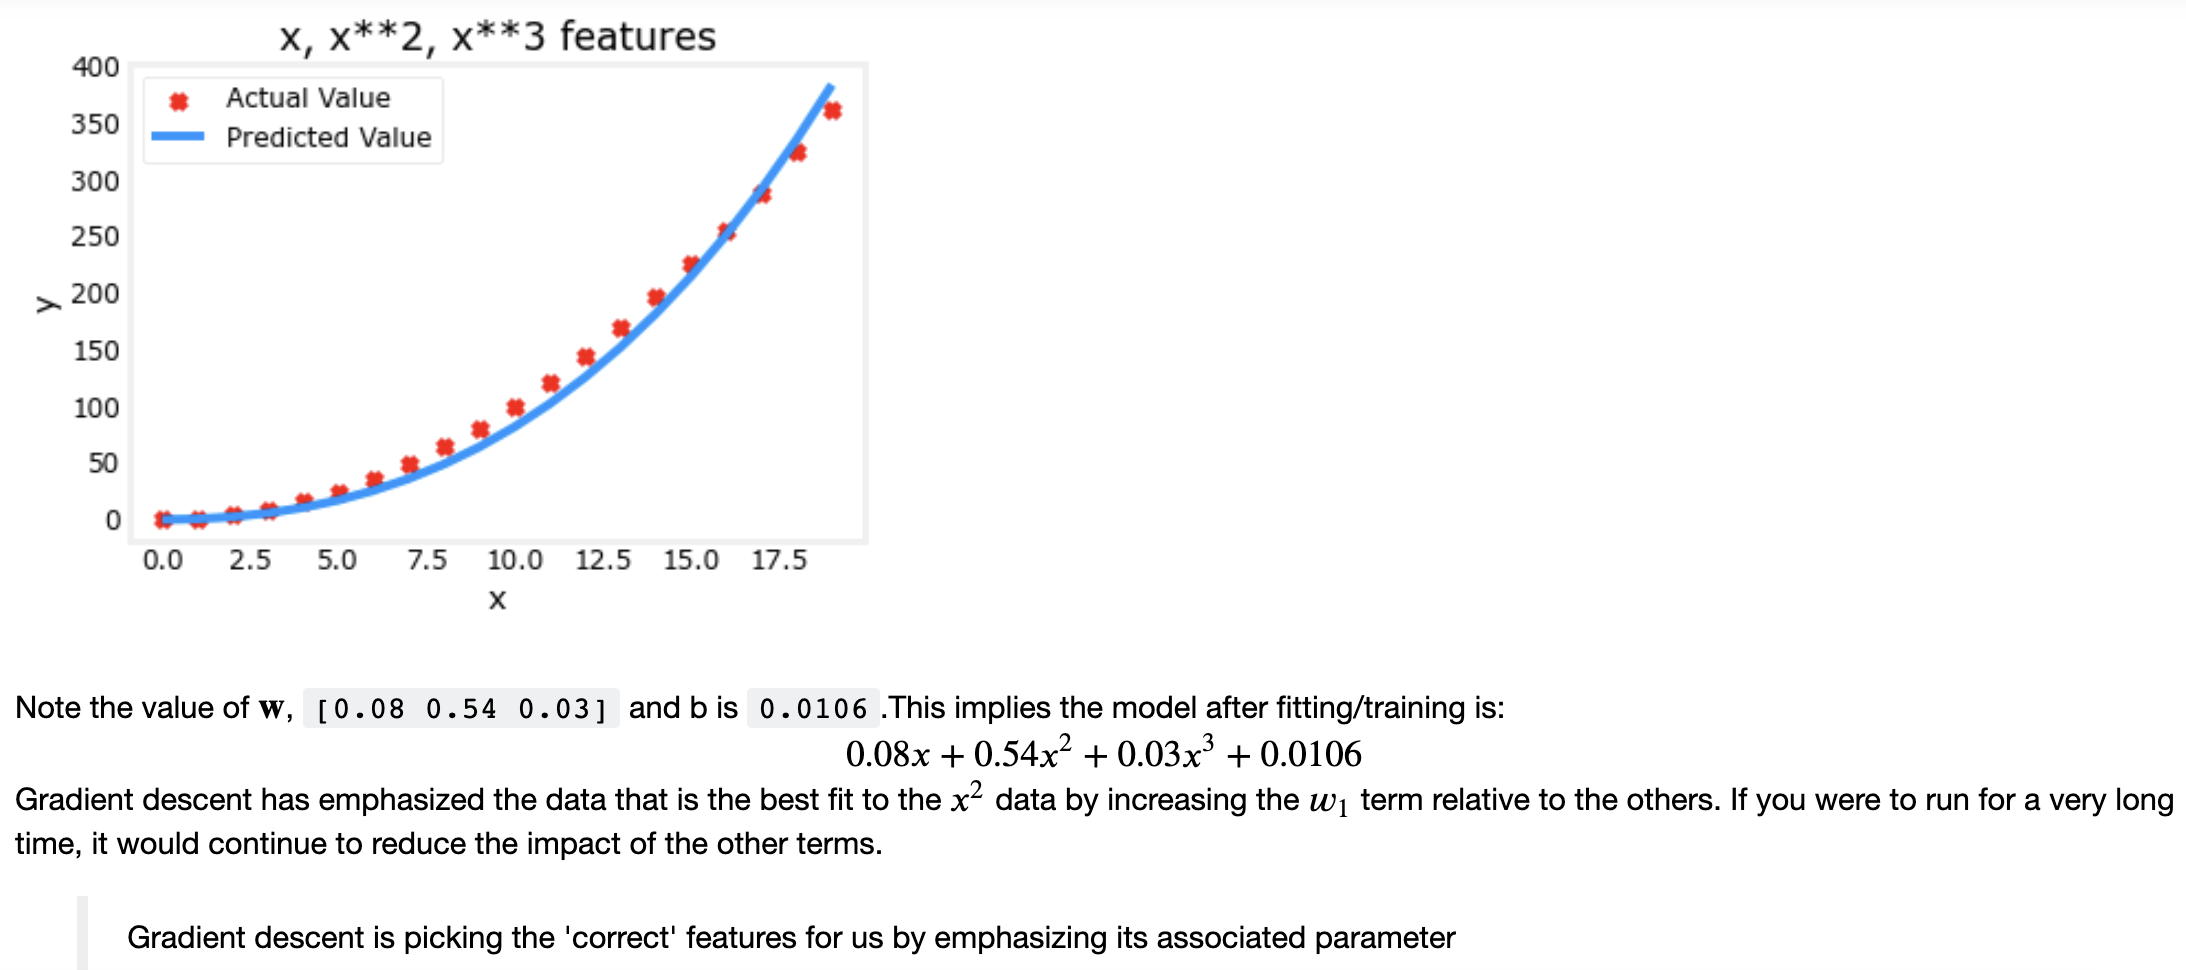 x, x**2, x**3 features
400
350
300
250
200
150
100
50
0
y
Actual Value
Predicted Value
0.0 2.5 5.0 7.5 10.0 12.5 15.0 17.5
x
Note the value of w, [0.08 0.54 0.03] and b is 0.0106 .This implies the model after fitting/training is:
0.08x + 0.54x² + 0.03x³ + 0.0106
Gradient descent has emphasized the data that is the best fit to the x² data by increasing the w₁ term relative to the others. If you were to run for a very long
time, it would continue to reduce the impact of the other terms.
Gradient descent is picking the 'correct' features for us by emphasizing its associated parameter